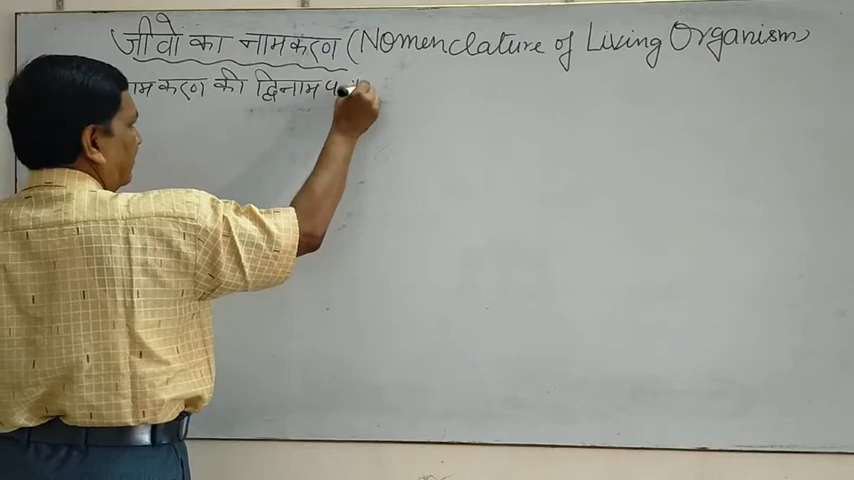 जीवो का नामकरण (Nomenclature of Living Organism)
नामकरण की द्विनाम प